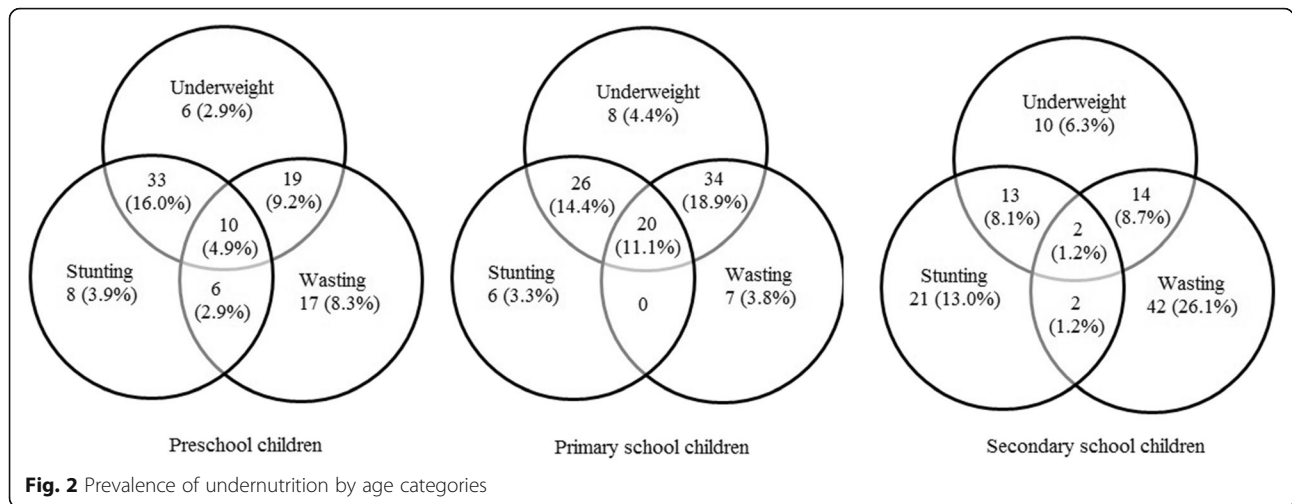 Underweight
6 (2.9%)
33
(16.0%)
19
(9.2%)
10
(4.9%)
Stunting
8 (3.9%)
6
(2.9%)
Wasting
17 (8.3%)
Preschool children
Underweight
8 (4.4%)
26
(14.4%)
34
(18.9%)
20
(11.1%)
Stunting
6 (3.3%)
0
Wasting
7 (3.8%)
Primary school children
Underweight
10 (6.3%)
13
(8.1%)
14
(8.7%)
2
(1.2%)
Stunting
21 (13.0%)
2
(1.2%)
Wasting
42 (26.1%)
Secondary school children
Fig. 2 Prevalence of undernutrition by age categories